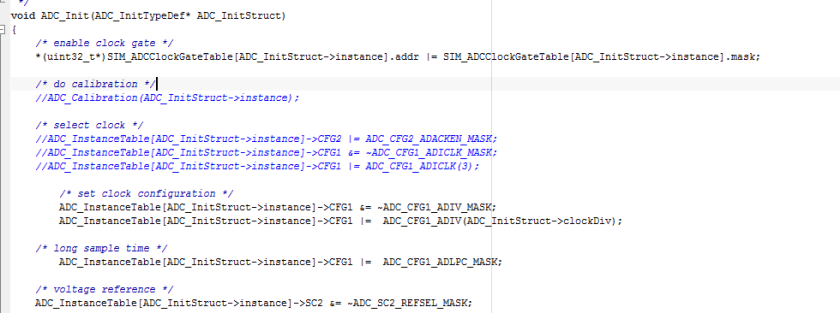 */
void ADC_Init(ADC_InitTypeDef* ADC_InitStruct)
{
/* enable clock gate */
*(uint32_t*)SIM_ADCClockGateTable[ADC_InitStruct->instance].addr |= SIM_ADCClockGateTable[ADC_InitStruct->instance].mask;
/* do calibration */
//ADC_Calibration(ADC_InitStruct->instance);
/* select clock */
//ADC_InstanceTable[ADC_InitStruct->instance]->CFG2 |= ADC_CFG2_ADACKEN_MASK;
//ADC_InstanceTable[ADC_InitStruct->instance]->CFG1 &= ~ADC_CFG1_ADICLK_MASK;
//ADC_InstanceTable[ADC_InitStruct->instance]->CFG1 |= ADC_CFG1_ADICLK(3);
/* set clock configuration */
ADC_InstanceTable[ADC_InitStruct->instance]->CFG1 &= ~ADC_CFG1_ADIV_MASK;
ADC_InstanceTable[ADC_InitStruct->instance]->CFG1 |=  ADC_CFG1_ADIV(ADC_InitStruct->clockDiv);
/* long sample time */
ADC_InstanceTable[ADC_InitStruct->instance]->CFG1 |=  ADC_CFG1_ADLPC_MASK;
/* voltage reference */
ADC_InstanceTable[ADC_InitStruct->instance]->SC2 &= ~ADC_SC2_REFSEL_MASK;